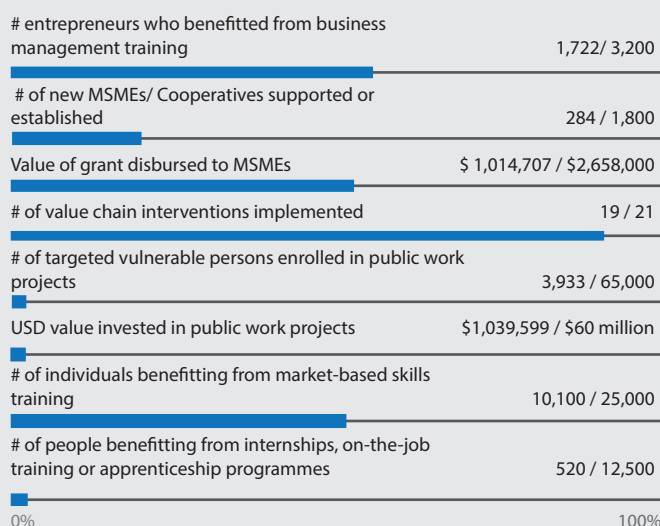 # entrepreneurs who benefitted from business
management training 1,722/ 3,200
# of new MSMEs/ Cooperatives supported or
established 284 / 1,800
Value of grant disbursed to MSMEs $ 1,014,707 / $2,658,000
# of value chain interventions implemented 19 / 21
# of targeted vulnerable persons enrolled in public work
projects 3,933 / 65,000
USD value invested in public work projects $1,039,599 / $60 million
# of individuals benefitting from market-based skills
training 10,100 / 25,000
# of people benefitting from internships, on-the-job
training or apprenticeship programmes 520 / 12,500
0% 100%